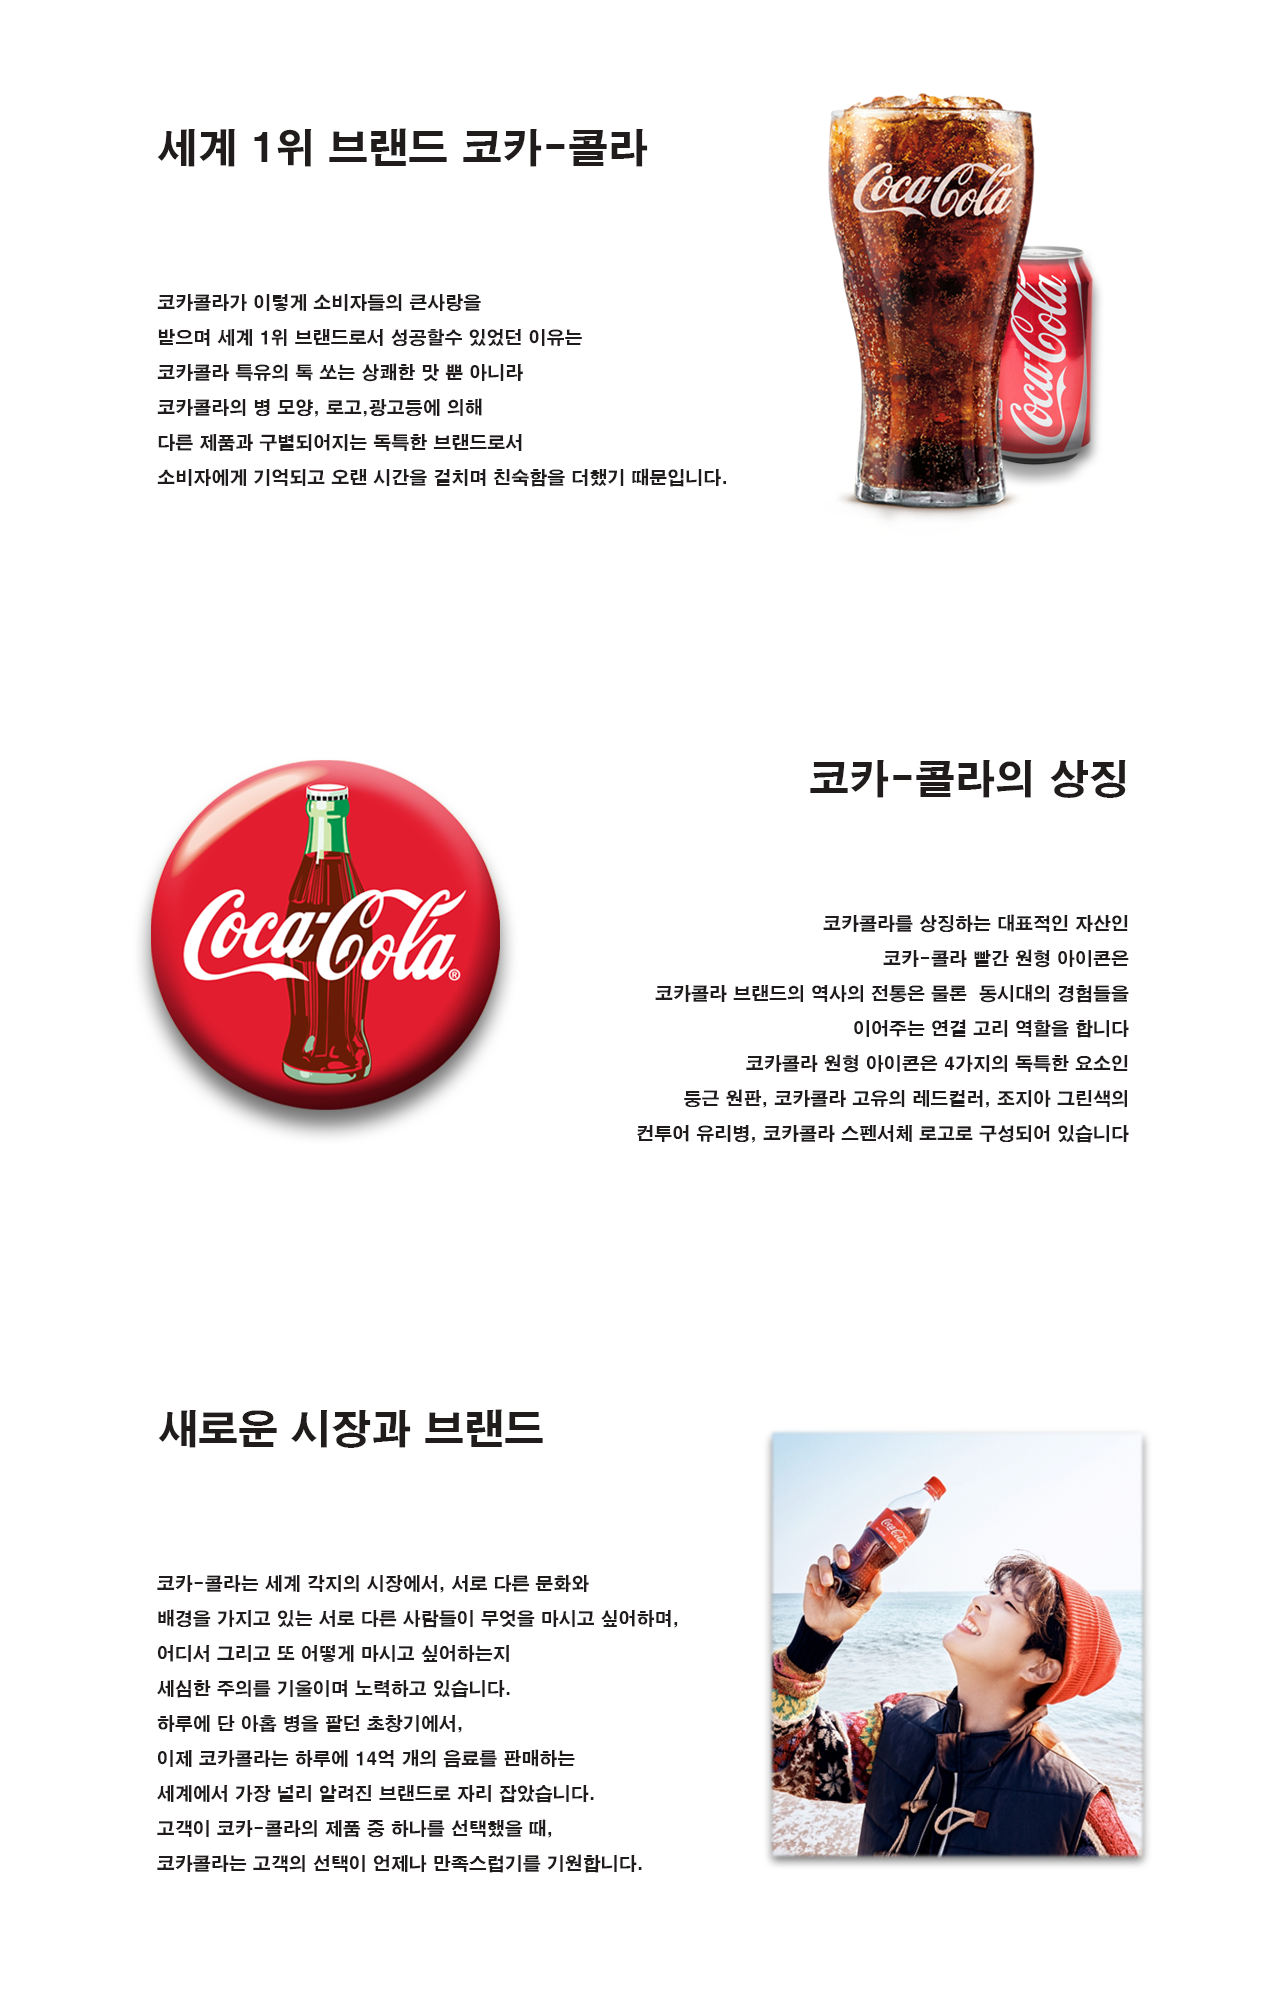 세계 1위 브랜드 코카-콜라
Coca-Cola
Coca-Cola
코카콜라가 이렇게 소비자들의 큰사랑을
받으며 세계 1위 브랜드로서 성공할수 있었던 이유는
코카콜라 특유의 톡 쏘는 상쾌한 맛 뿐 아니라
코카콜라의 병 모양, 로고,광고등에 의해
다른 제품과 구별되어지는 독특한 브랜드로서
소비자에게 기억되고 오랜 시간을 겉치며 친숙함을 더했기 때문입니다.
코카-콜라의 상징
Coca-Cola®
코카콜라를 상징하는 대표적인 자산인
코카-콜라 빨간 원형 아이콘은
코카콜라 브랜드의 역사의 전통은 물론 동시대의 경험들을
이어주는 연결 고리 역할을 합니다
코카콜라 원형 아이콘은 4가지의 독특한 요소인
둥근 원판, 코카콜라 고유의 레드컬러, 조지아 그린색의
컨투어 유리병, 코카콜라 스펜서체 로고로 구성되어 있습니다
새로운 시장과 브랜드
Coca-Cola
코카-콜라는 세계 각지의 시장에서, 서로 다른 문화와
배경을 가지고 있는 서로 다른 사람들이 무엇을 마시고 싶어하며,
어디서 그리고 또 어떻게 마시고 싶어하는지
세심한 주의를 기울이며 노력하고 있습니다.
하루에 단 아홉 병을 팔던 초창기에서,
이제 코카콜라는 하루에 14억 개의 음료를 판매하는
세계에서 가장 널리 알려진 브랜드로 자리 잡았습니다.
고객이 코카-콜라의 제품 중 하나를 선택했을 때,
코카콜라는 고객의 선택이 언제나 만족스럽기를 기원합니다.